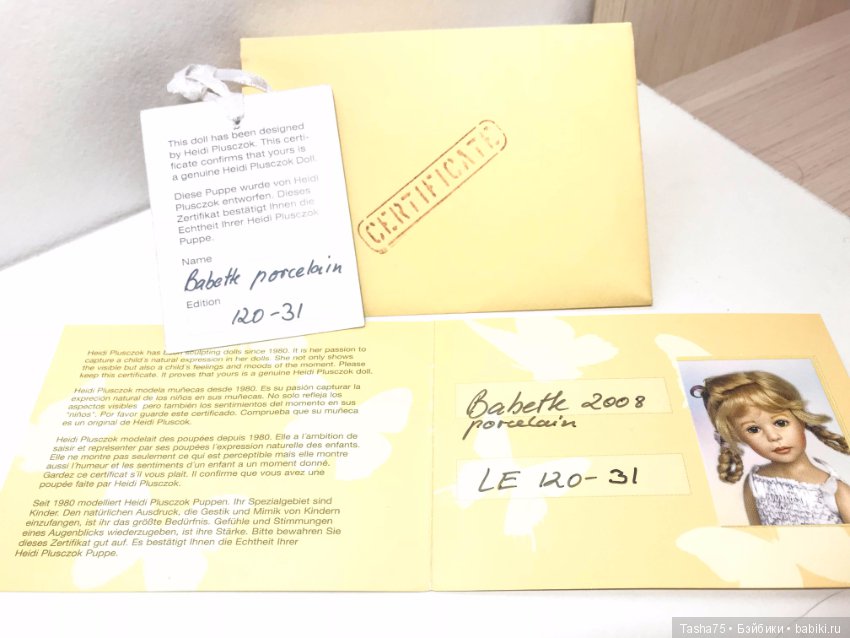 This doll has been designed
by Heidi Plusczok. This certi-
ficate confirms that yours is
a genuine Heidi Plusczok Doll.
Diese Puppe wurde von Heidi
Plusczok entworfen. Dieses
Zertifikat bestätigt Ihnen die
Echtheit Ihrer Heidi Plusczok
Puppe.
Name
Babette porcelain
Edition
120-31
CERTIFICATE
Heidi Plusczok has been sculpting dolls since 1980. It is her passion to
capture a child's natural expression in her dolls. She not only shows
the visible but also a child's feelings and moods of the moment. Please
keep this certificate. It proves that yours is a genuine Heidi Plusczok doll.
Heidi Plusczok modela muñecas desde 1980. Es su pasión capturar la
expreción natural de los niños en sus muñecas. No solo refleja los
aspectos visibles pero también los sentimientos del momento en sus
"niños". Por favor guarde este certificado. Comprueba que su muñeca
es un original de Heidi Pluscok.
Heidi Plusczok modelait des poupées depuis 1980. Elle a l'ambition de
saisir et représenter par ses poupées l'expression naturelle des enfants.
Elle ne montre pas seulement ce qui est perceptible mais elle montre
aussi l'humeur et les sentiments d'un enfant a un moment donné.
Gardez ce certificat s'il vous plait. Il confirme que vous avez une
poupée faite par Heidi Plusczok.
Seit 1980 modelliert Heidi Plusczok Puppen. Ihr Spezialgebiet sind
Kinder. Den natürlichen Ausdruck, die Gestik und Mimik von Kindern
einzufangen, ist ihr das größte Bedürfnis. Gefühle und Stimmungen
eines Augenblicks wiederzugeben, ist ihre Stärke. Bitte bewahren Sie
dieses Zertifikat gut auf. Es bestätigt Ihnen die Echtheit Ihrer
Heidi Plusczok Puppe.
Babette 2008
porcelain
LE 120-31
Tasha75 • Бэйбики • babiki.ru